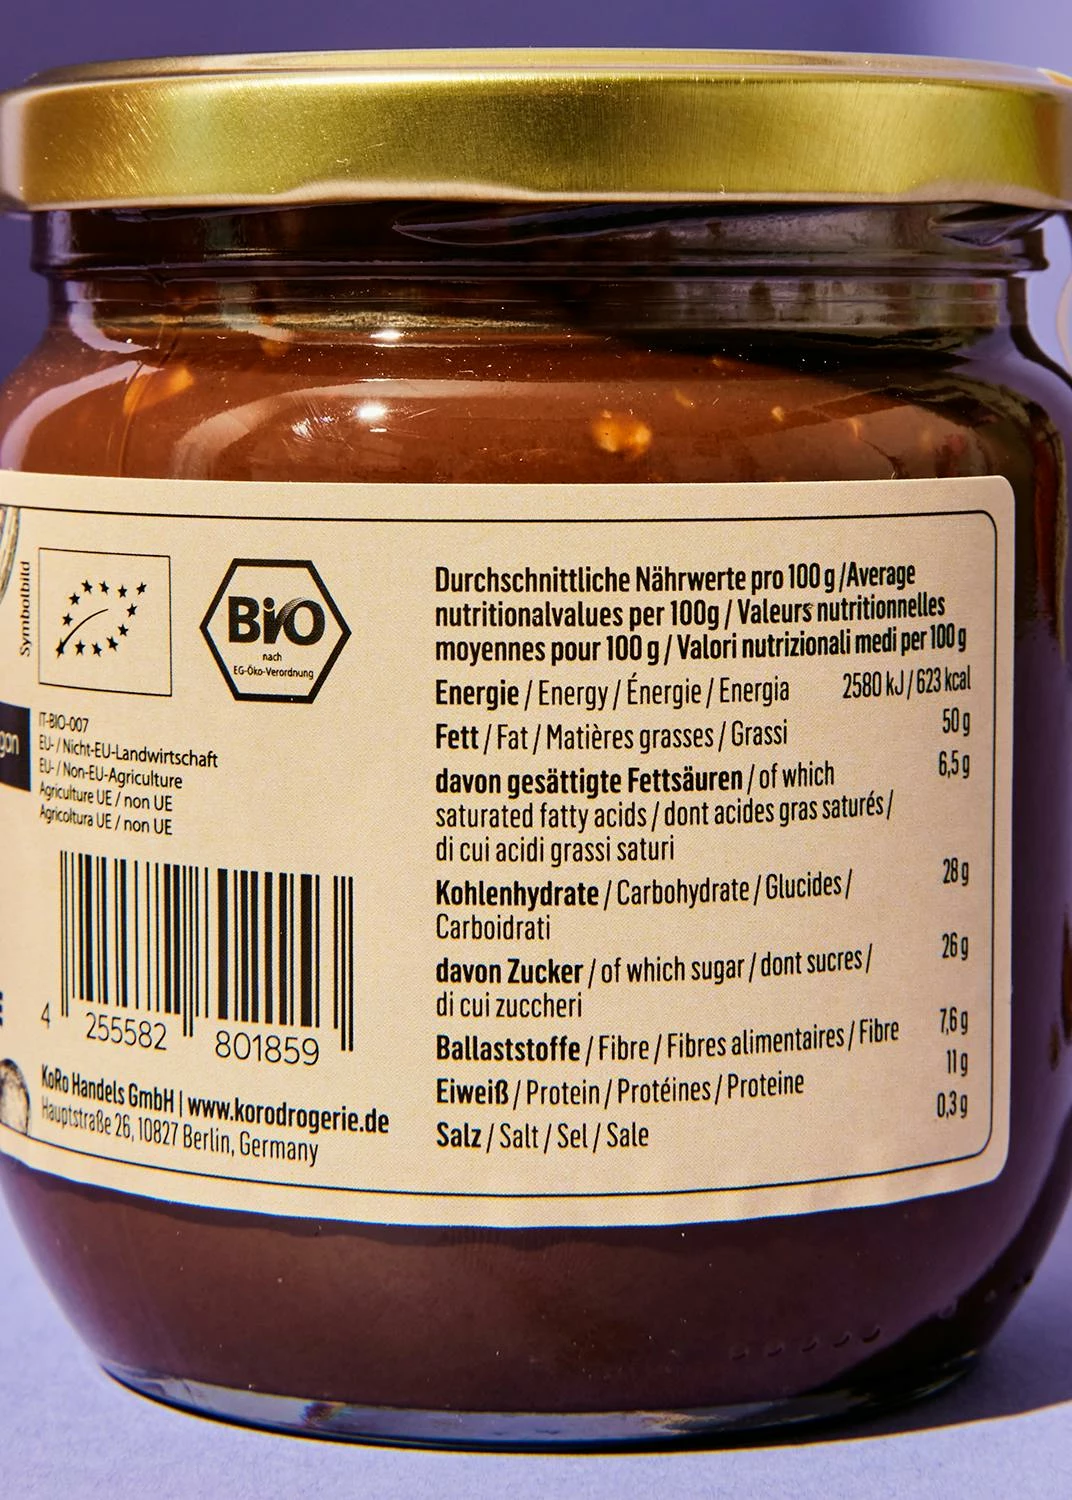 Symbolbild
BiO
nach
EG-Öko-Verordnung
IT-BIO-007
EU- / Nicht-EU-Landwirtschaft
EU- / Non-EU-Agriculture
Agriculture UE / non UE
Agricoltura UE / non UE
4 255582 801859
KoRo Handels GmbH | www.korodrogerie.de
Hauptstraße 26, 10827 Berlin, Germany
Durchschnittliche Nährwerte pro 100 g /Average
nutritionalvalues per 100g / Valeurs nutritionnelles
moyennes pour 100 g / Valori nutrizionali medi per 100 g
Energie / Energy / Énergie / Energia 2580 kJ / 623 kcal
Fett / Fat / Matières grasses / Grassi 50 g
davon gesättigte Fettsäuren / of which 6,5 g
saturated fatty acids / dont acides gras saturés /
di cui acidi grassi saturi
Kohlenhydrate / Carbohydrate / Glucides / 28 g
Carboidrati
davon Zucker / of which sugar / dont sucres / 26 g
di cui zuccheri
Ballaststoffe / Fibre / Fibres alimentaires / Fibre 7,6 g
Eiweiß / Protein / Protéines / Proteine 11 g
Salz / Salt / Sel / Sale 0,3 g